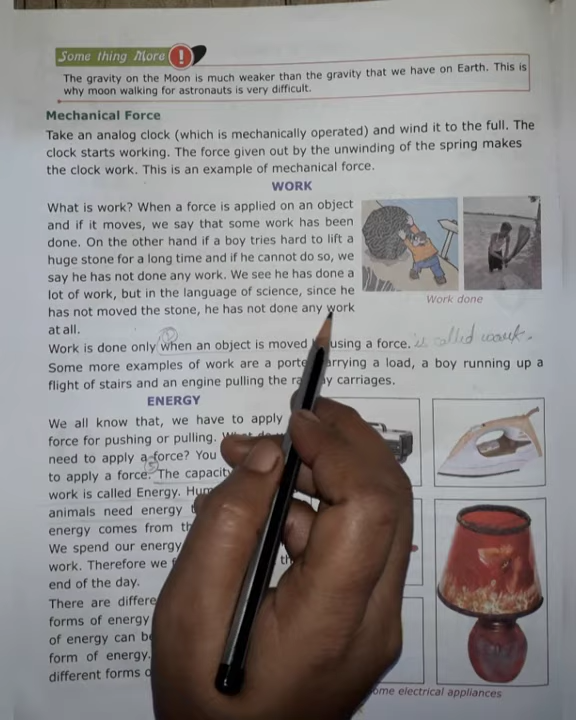 Some thing More !
The gravity on the Moon is much weaker than the gravity that we have on Earth. This is
why moon walking for astronauts is very difficult.
Mechanical Force
Take an analog clock (which is mechanically operated) and wind it to the full. The
clock starts working. The force given out by the unwinding of the spring makes
the clock work. This is an example of mechanical force.
WORK
What is work? When a force is applied on an object
and if it moves, we say that some work has been
done. On the other hand if a boy tries hard to lift a
huge stone for a long time and if he cannot do so, we
say he has not done any work. We see he has done a
lot of work, but in the language of science, since he
has not moved the stone, he has not done any work
at all.
Work done
Work is done only when an object is moved using a force. is called work.
Some more examples of work are a carrying a load, a boy running up a
flight of stairs and an engine pulling the carriages.
ENERGY
We all know that, we have to apply
force for pushing or pulling.
need to apply a force? You
to apply a force. The capacity
work is called Energy.
animals need energy
energy comes from
We spend our energy
work. Therefore we
end of the day.
There are
forms of energy
of energy can
form of energy.
different forms
electrical appliances